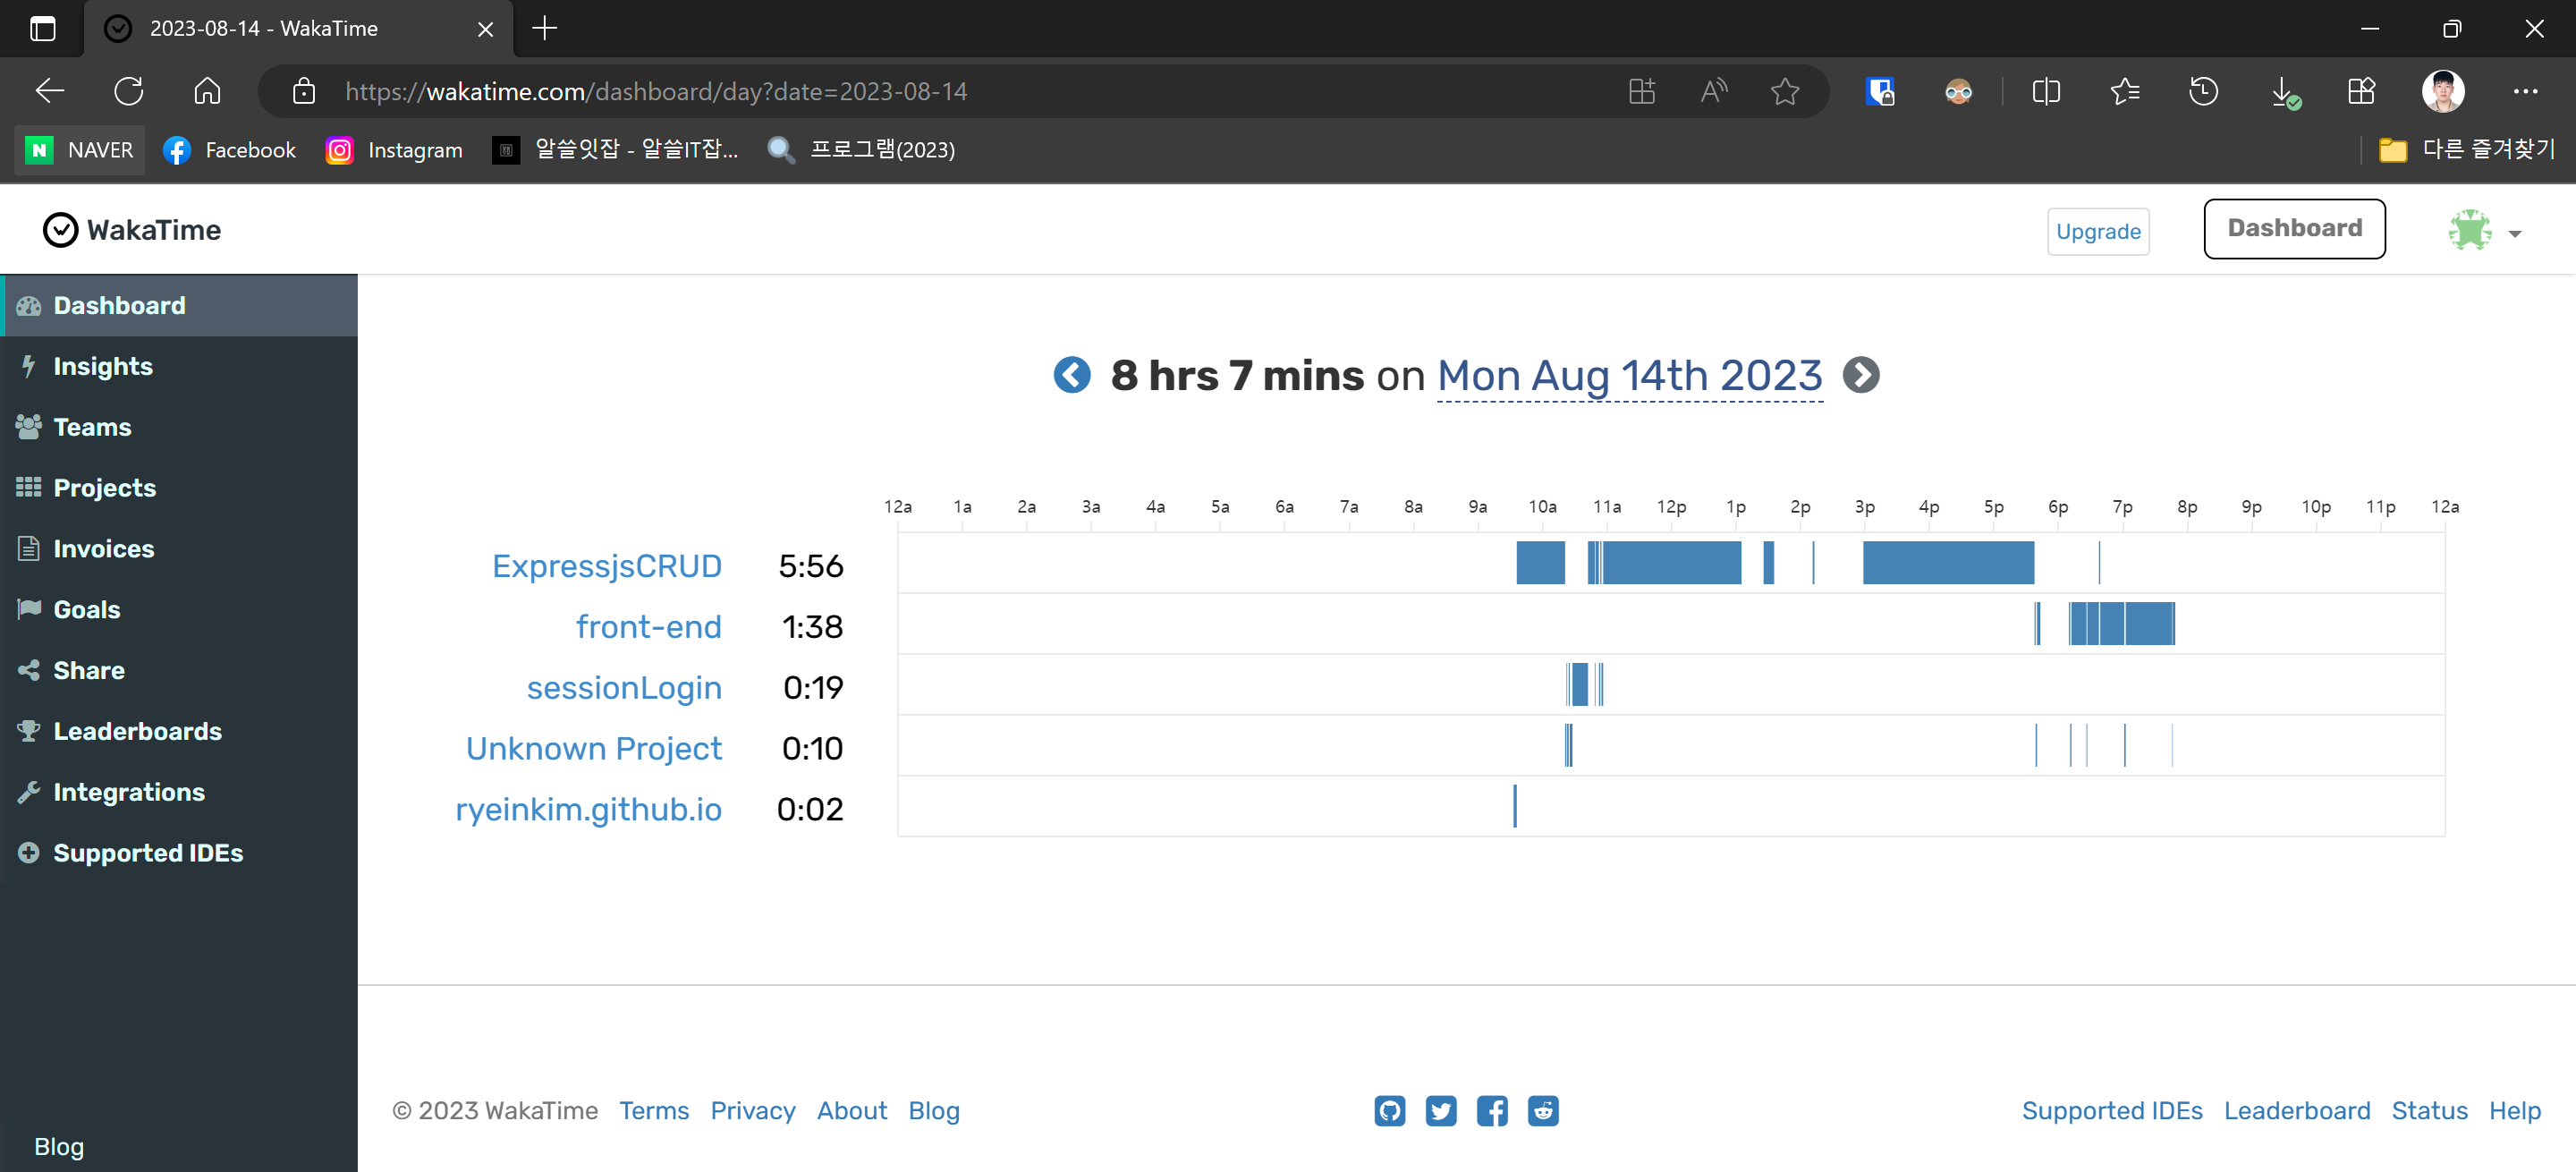 2023-08-14 - WakaTime
https://wakatime.com/dashboard/day?date=2023-08-14
NAVER Facebook Instagram 알쓸잇잡 - 알쓸IT잡... 프로그램(2023) 다른 즐겨찾기
WakaTime Upgrade Dashboard
Dashboard
Insights
Teams
Projects
Invoices
Goals
Share
Leaderboards
Integrations
Supported IDEs
Blog
8 hrs 7 mins on Mon Aug 14th 2023
12a 1a 2a 3a 4a 5a 6a 7a 8a 9a 10a 11a 12p 1p 2p 3p 4p 5p 6p 7p 8p 9p 10p 11p 12a
ExpressjsCRUD 5:56
front-end 1:38
sessionLogin 0:19
Unknown Project 0:10
ryeinkim.github.io 0:02
© 2023 WakaTime Terms Privacy About Blog Supported IDEs Leaderboard Status Help